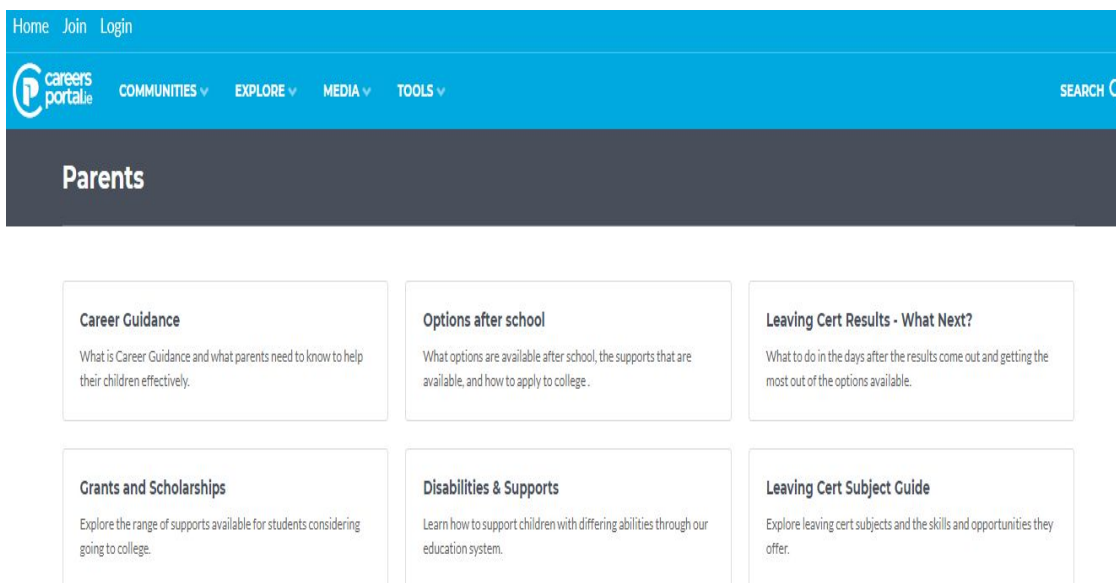 Home Join Login
careers
portal.ie
COMMUNITIES EXPLORE MEDIA TOOLS SEARCH
Parents
Career Guidance
What is Career Guidance and what parents need to know to help
their children effectively.
Options after school
What options are available after school, the supports that are
available, and how to apply to college .
Leaving Cert Results - What Next?
What to do in the days after the results come out and getting the
most out of the options available.
Grants and Scholarships
Explore the range of supports available for students considering
going to college.
Disabilities & Supports
Learn how to support children with differing abilities through our
education system.
Leaving Cert Subject Guide
Explore leaving cert subjects and the skills and opportunities they
offer.